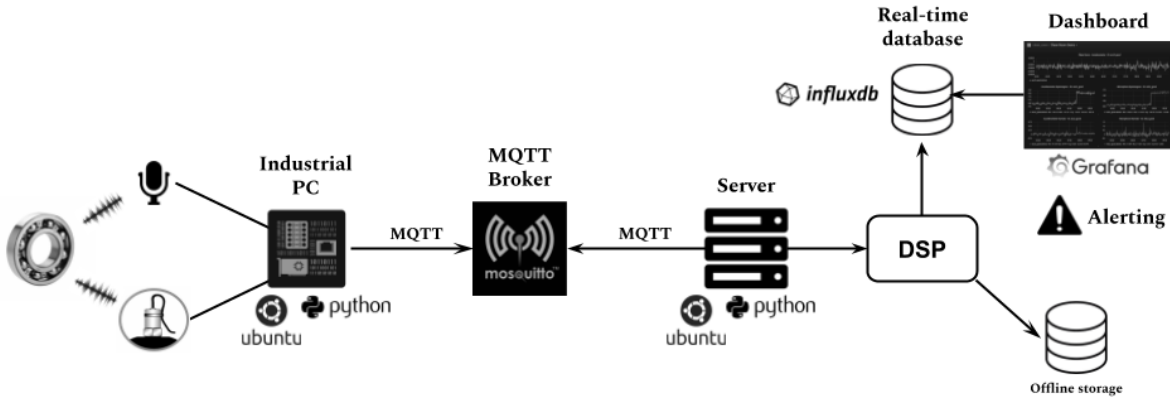 Real-time
database
Dashboard
influxdb
Grafana
Alerting
Industrial
PC
MQTT
Broker
Server
MQTT
mosquitto™
MQTT
DSP
ubuntu
python
ubuntu
python
Offline storage